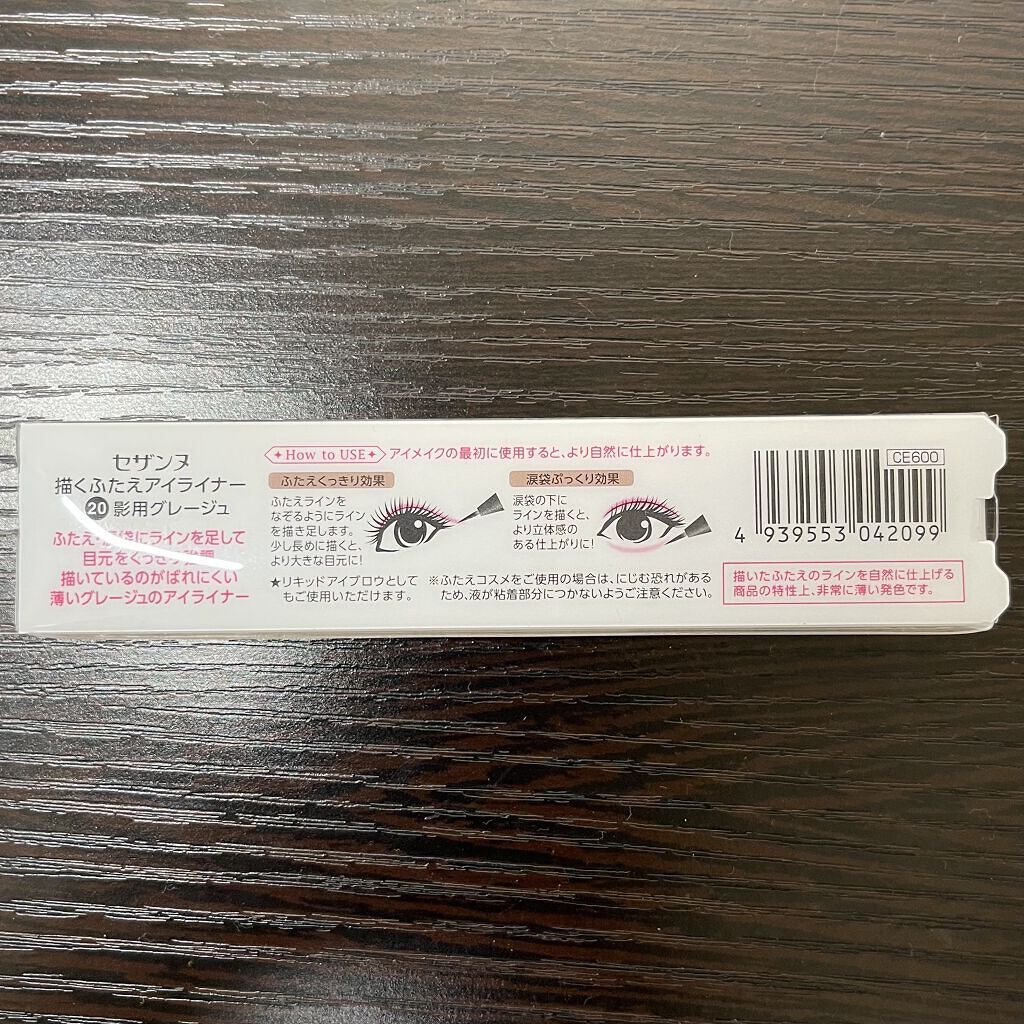 セザンヌ
描くふたえアイライナー
20 影用グレージュ
ふたえ・涙袋にラインを足して
目元をくっきり強調
描いているのがばれにくい
薄いグレージュのアイライナー
How to USE アイメイクの最初に使用すると、より自然に仕上がります。
ふたえくっきり効果
ふたえラインを
なぞるようにライン
を描き足します。
少し長めに描くと、
より大きな目元に!
★リキッドアイブロウとして
もご使用いただけます。
涙袋ぷっくり効果
涙袋の下に
ラインを描くと、
より立体感の
ある仕上がりに!
※ふたえコスメをご使用の場合は、にじむ恐れがある
ため、液が粘着部分につかないようご注意ください。
CE600
4 939553 042099
描いたふたえのラインを自然に仕上げる
商品の特性上、非常に薄い発色です。